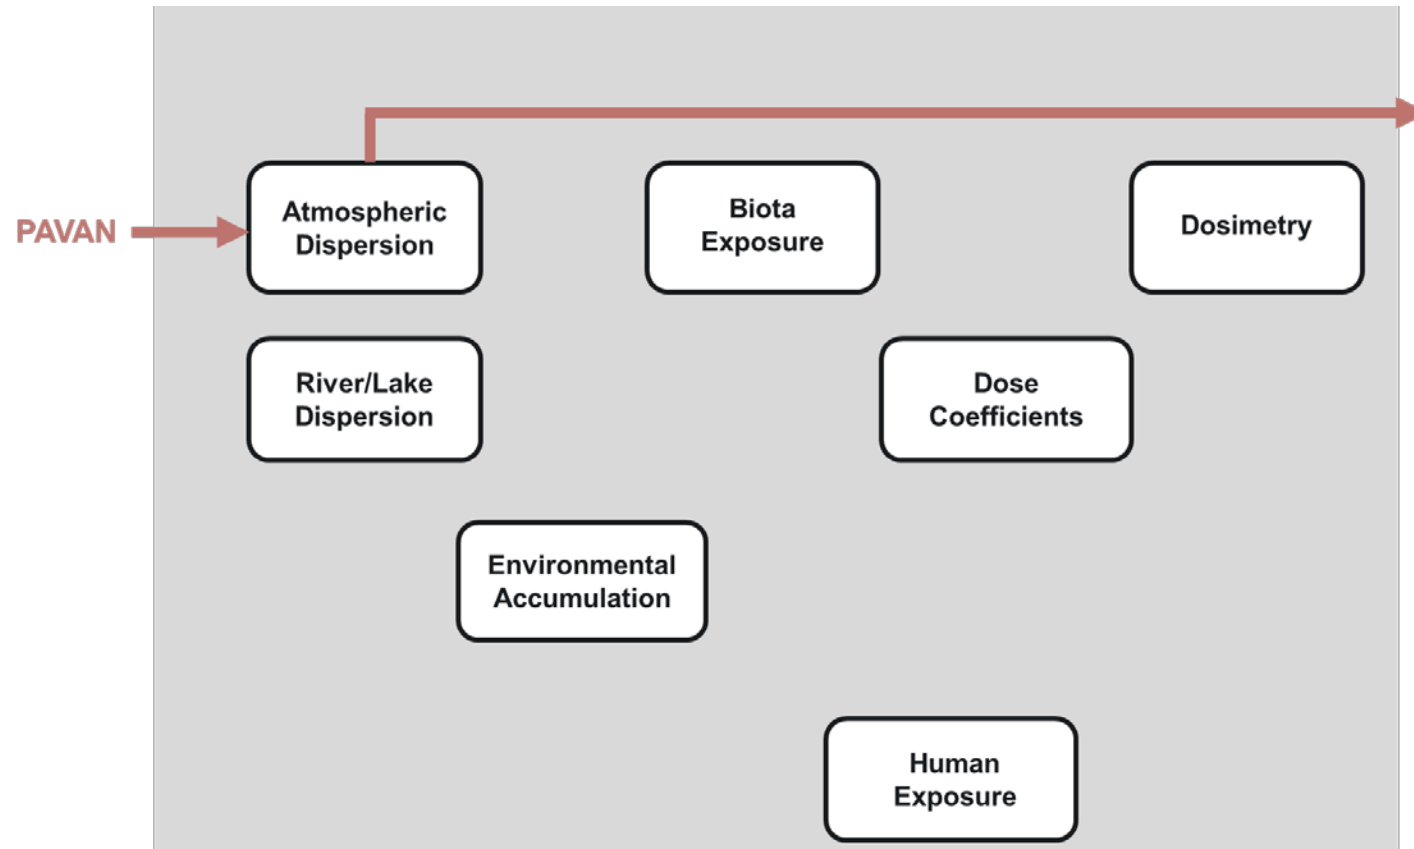 PAVAN
Atmospheric
Dispersion
Biota
Exposure
Dosimetry
River/Lake
Dispersion
Dose
Coefficients
Environmental
Accumulation
Human
Exposure